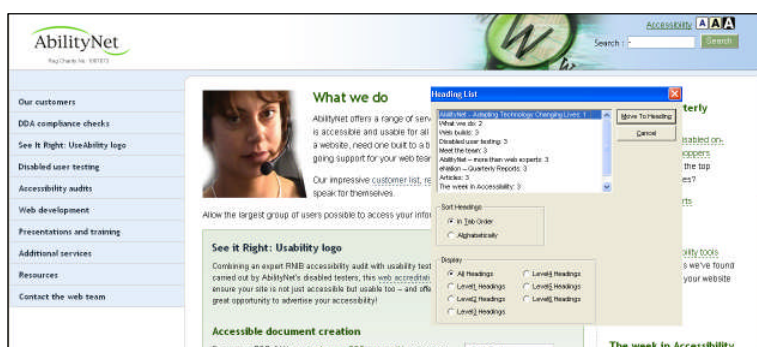 AbilityNet
Reg Charity No. 1067673
Accessibility A A A
Search :
Search
Our customers
DDA compliance checks
See It Right: UseAbility logo
Disabled user testing
Accessibility audits
Web development
Presentations and training
Additional services
Resources
Contact the web team
What we do
AbilityNet offers a range of serv
is accessible and usable for all
a website, need one built to a b
going support for your web tear
Our impressive customer list, re
speak for themselves.
Allow the largest group of users possible to access your infor
See it Right: Usability logo
Combining an expert RNIB accessibility audit with usability test
carried out by AbilityNet's disabled testers, this web accreditati
ensure your site is not just accessible but usable too – and offe
great opportunity to advertise your accessibility!
Accessible document creation
Heading List
AbilityNet - Adapting Technology Changing Lives: 1
What we do: 2
Web builds: 3
Disabled user testing: 3
Meet the team: 3
AbilityNet – more than web experts: 3
eNation – Quarterly Reports: 3
Articles: 3
The week in Accessibility: 3
Move To Heading
Cancel
Sort Headings
In Tab Order
Alphabetically
Display
All Headings
Level1 Headings
Level2 Headings
Level3 Headings
Level4 Headings
Level5 Headings
Level6 Headings
terly
isabled on-
oppers
the top
es?
rts
bility tools
s we've found
your website
The week in Accessibility